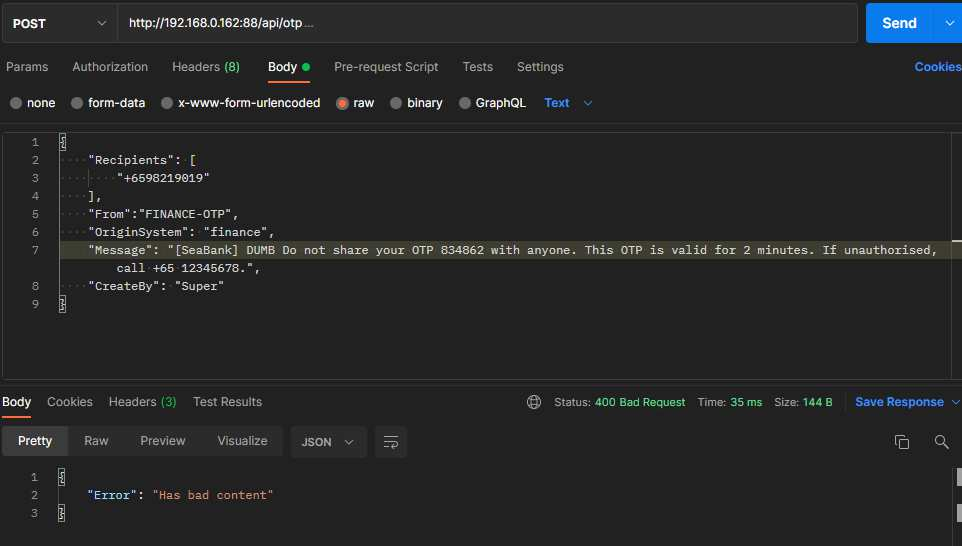 POST http://192.168.0.162:88/api/otp... Send
Params Authorization Headers (8) Body Pre-request Script Tests Settings Cookies
none form-data x-www-form-urlencoded raw binary GraphQL Text
1 {
2 "Recipients": [
3 "+6598219019"
4 ],
5 "From":"FINANCE-OTP",
6 "OriginSystem": "finance",
7 "Message": "[SeaBank] DUMB Do not share your OTP 834862 with anyone. This OTP is valid for 2 minutes. If unauthorised,
call +65 12345678.",
8 "CreateBy": "Super"
9 }
Body Cookies Headers (3) Test Results Status: 400 Bad Request Time: 35 ms Size: 144 B Save Response
Pretty Raw Preview Visualize JSON
1 {
2 "Error": "Has bad content"
3 }